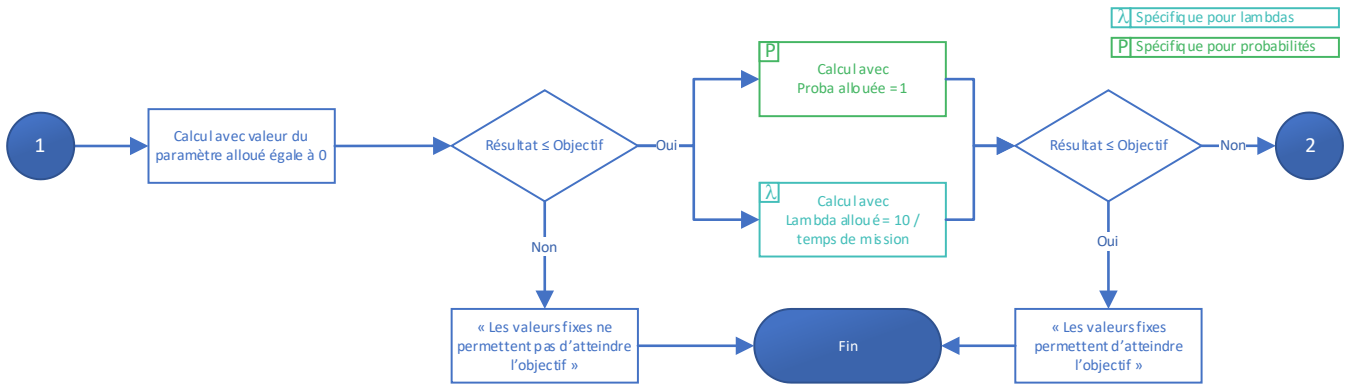 λ Spécifique pour lambdas
P Spécifique pour probabilités
1
Calcul avec valeur du
paramètre alloué égale à 0
Résultat ≤ Objectif
Oui
Non
P
Calcul avec
Proba allouée = 1
λ
Calcul avec
Lambda alloué = 10 /
temps de mission
Résultat ≤ Objectif
Non
2
Oui
« Les valeurs fixes ne
permettent pas d’atteindre
l’objectif »
Fin
« Les valeurs fixes
permettent d’atteindre
l’objectif »